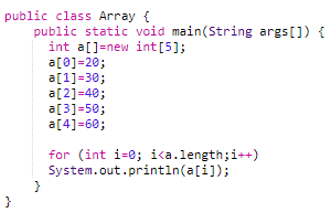 public class Array {
    public static void main(String args[]) {
      int a[]=new int[5];
      a[0]=20;
      a[1]=30;
      a[2]=40;
      a[3]=50;
      a[4]=60;

      for (int i=0; i<a.length;i++)
      System.out.println(a[i]);
    }
}